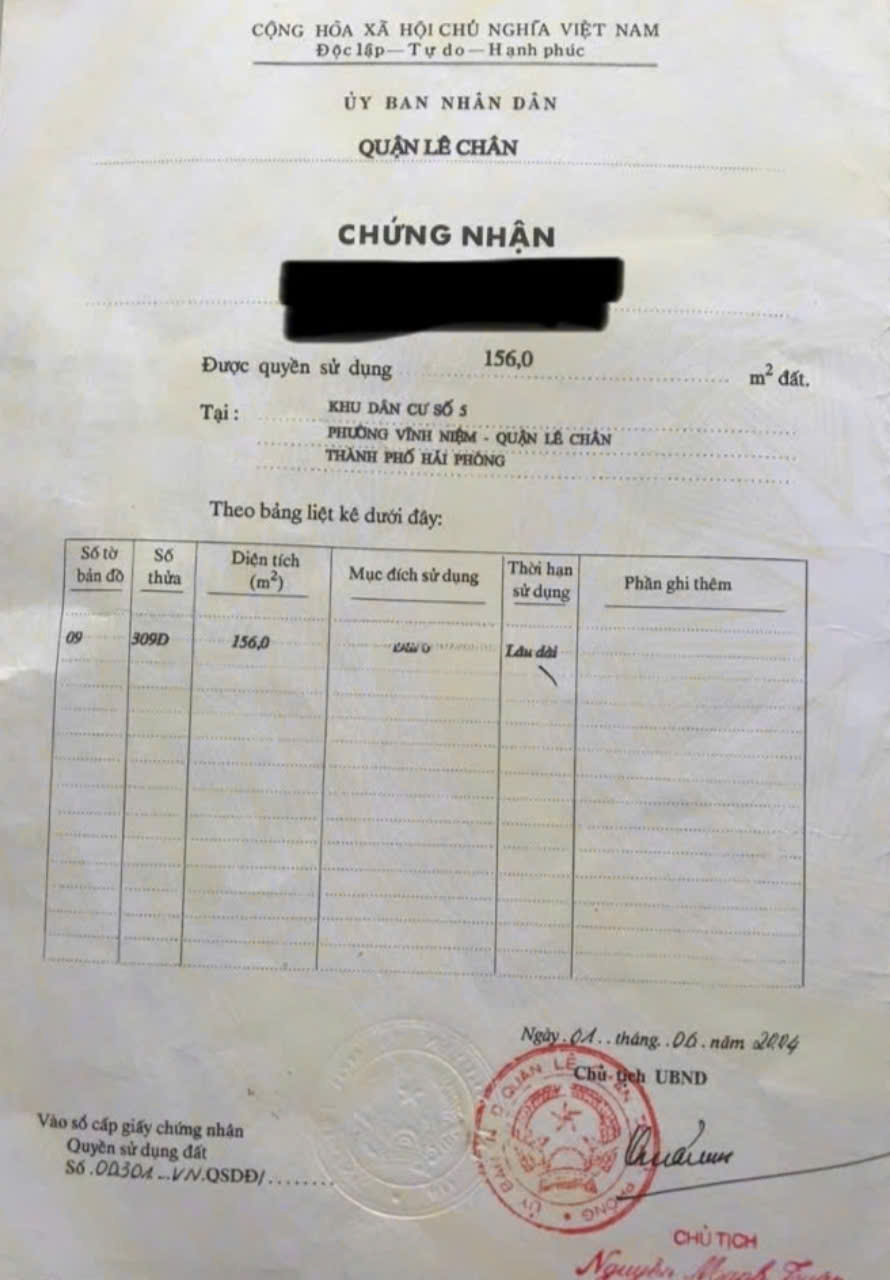 CỘNG HÒA XÃ HỘI CHỦ NGHĨA VIỆT NAM
Độc lập — Tự do — Hạnh phúc
ỦY BAN NHÂN DÂN
QUẬN LÊ CHÂN
CHỨNG NHẬN
Được quyền sử dụng 156,0 m² đất.
Tại : KHU DÂN CƯ SỐ 5
PHƯỜNG VĨNH NIỆM - QUẬN LÊ CHÂN
THÀNH PHỐ HẢI PHÒNG
Theo bảng liệt kê dưới đây:
Số tờ bản đồ Số thửa Diện tích (m²) Mục đích sử dụng Thời hạn sử dụng Phần ghi thêm
09 309D 156,0 Lâu dài
Ngày 01 tháng 06 năm 2004
Chủ tịch UBND
Vào sổ cấp giấy chứng nhân
Quyền sử dụng đất
Số 00301 VN.QSDĐ/
CHỦ TỊCH
Nguyễn Mạnh